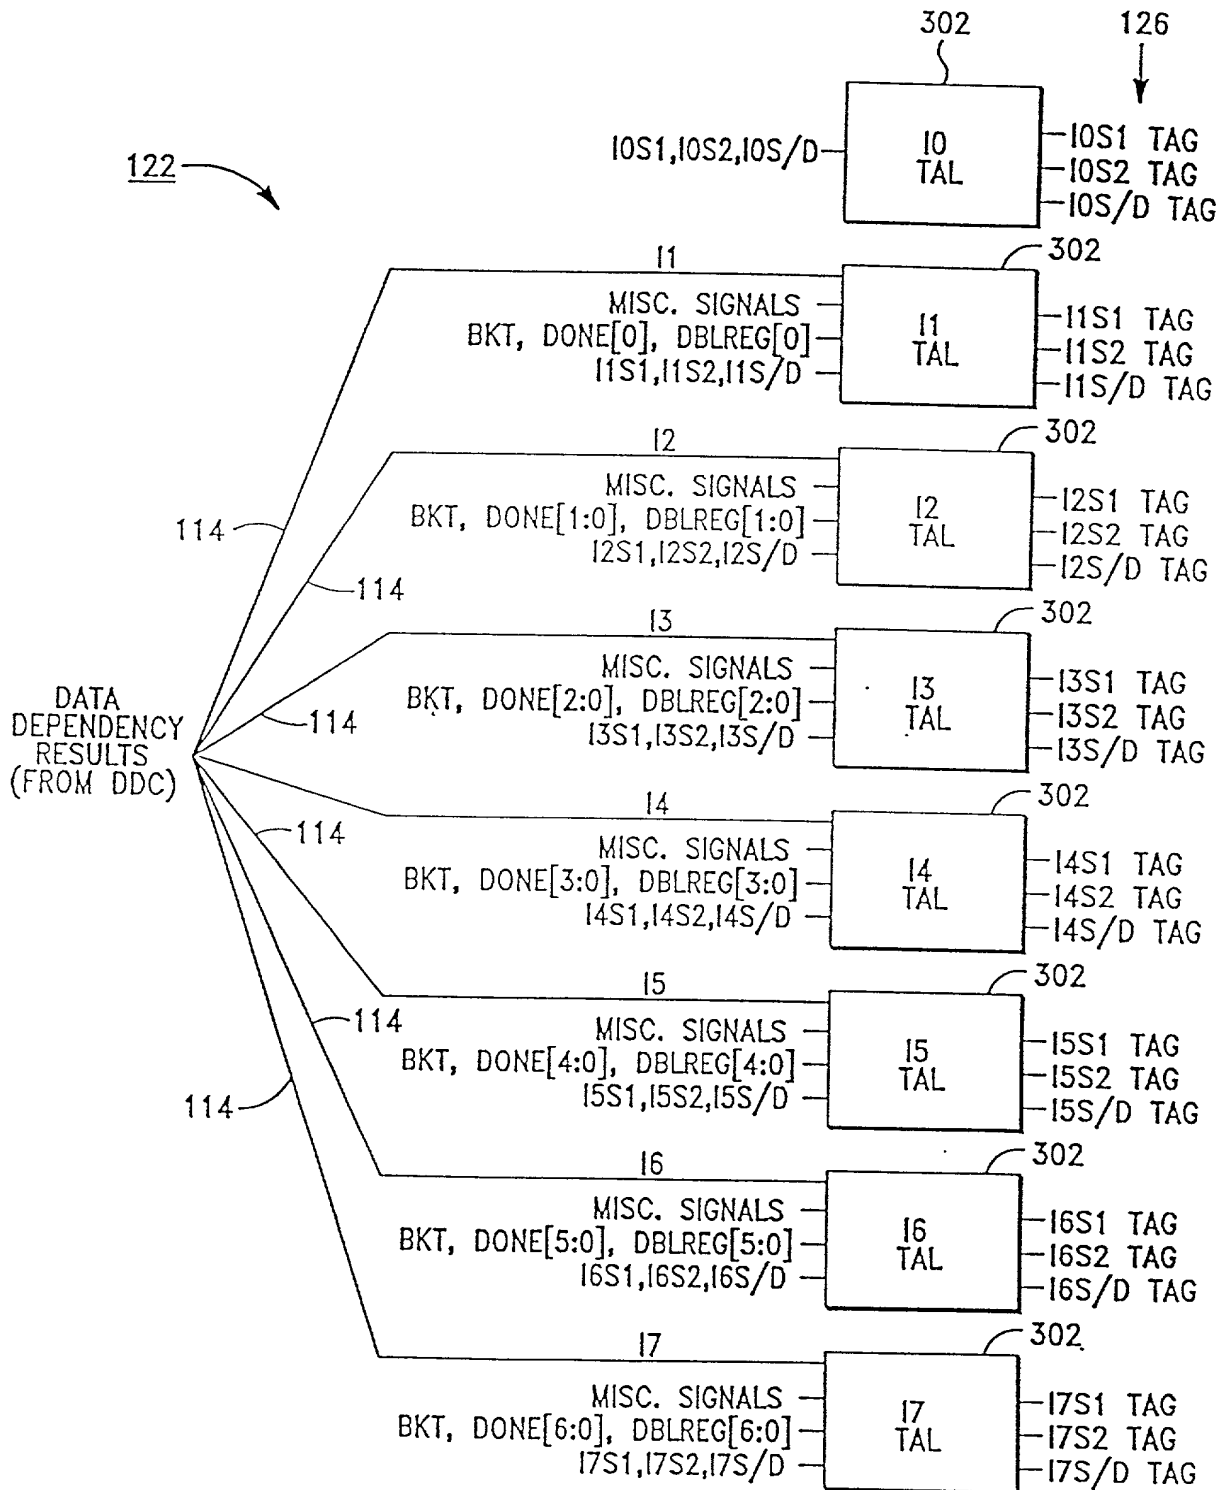 302
126
122
I0S1,I0S2,I0S/D
I0
TAL
I0S1 TAG
I0S2 TAG
I0S/D TAG
302
I1
MISC. SIGNALS
BKT, DONE[0], DBLREG[0]
I1S1,I1S2,I1S/D
I1
TAL
I1S1 TAG
I1S2 TAG
I1S/D TAG
302
I2
MISC. SIGNALS
BKT, DONE[1:0], DBLREG[1:0]
I2S1,I2S2,I2S/D
I2
TAL
I2S1 TAG
I2S2 TAG
I2S/D TAG
114
114
302
I3
MISC. SIGNALS
BKT, DONE[2:0], DBLREG[2:0]
I3S1,I3S2,I3S/D
I3
TAL
I3S1 TAG
I3S2 TAG
I3S/D TAG
DATA
DEPENDENCY
RESULTS
(FROM DDC)
114
302
I4
MISC. SIGNALS
BKT, DONE[3:0], DBLREG[3:0]
I4S1,I4S2,I4S/D
I4
TAL
I4S1 TAG
I4S2 TAG
I4S/D TAG
114
302
I5
MISC. SIGNALS
BKT, DONE[4:0], DBLREG[4:0]
I5S1,I5S2,I5S/D
I5
TAL
I5S1 TAG
I5S2 TAG
I5S/D TAG
114
114
302
I6
MISC. SIGNALS
BKT, DONE[5:0], DBLREG[5:0]
I6S1,I6S2,I6S/D
I6
TAL
I6S1 TAG
I6S2 TAG
I6S/D TAG
302
I7
MISC. SIGNALS
BKT, DONE[6:0], DBLREG[6:0]
I7S1,I7S2,I7S/D
I7
TAL
I7S1 TAG
I7S2 TAG
I7S/D TAG